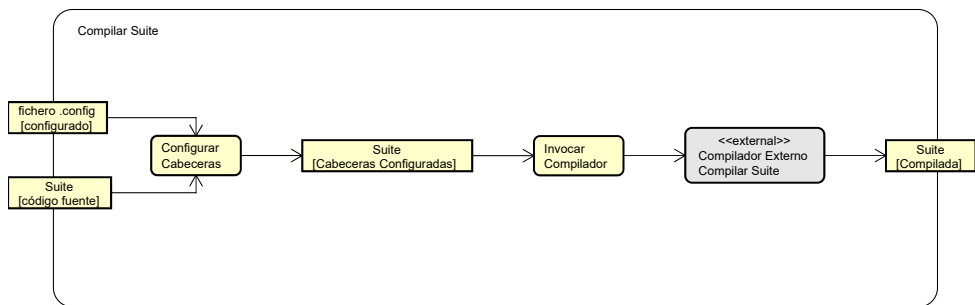 Compilar Suite
fichero .config
[configurado]
Suite
[código fuente]
Configurar
Cabeceras
Suite
[Cabeceras Configuradas]
Invocar
Compilador
<<external>>
Compilador Externo
Compilar Suite
Suite
[Compilada]